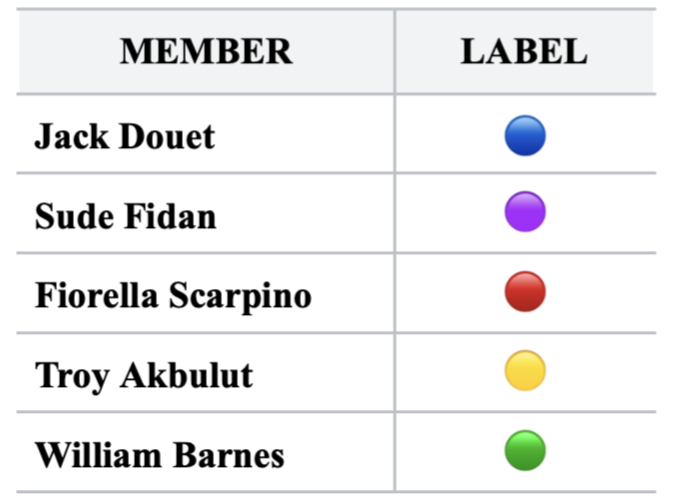 MEMBER LABEL
Jack Douet 🔵
Sude Fidan 🟣
Fiorella Scarpino 🔴
Troy Akbulut 🟡
William Barnes 🟢